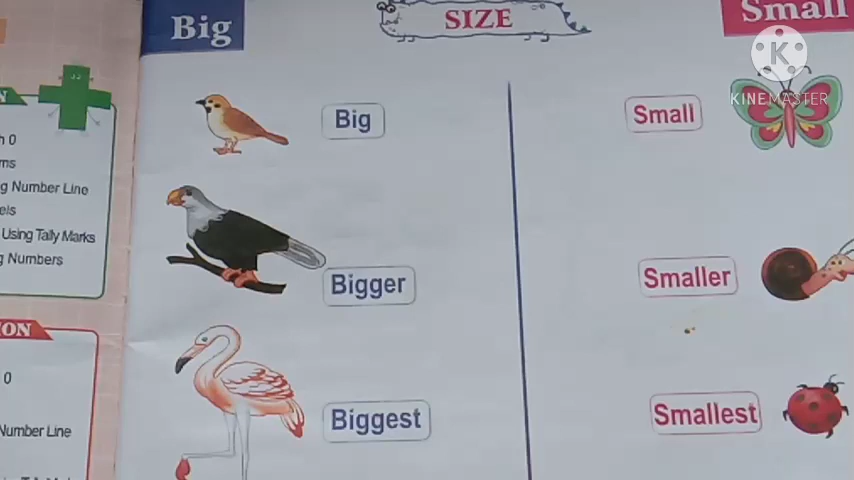 Big
SIZE
Small
K
KINEMASTER
Big
Small
Bigger
Smaller
Biggest
Smallest
N
h 0
ms
g Number Line
els
Using Tally Marks
g Numbers
ION
0
Number Line